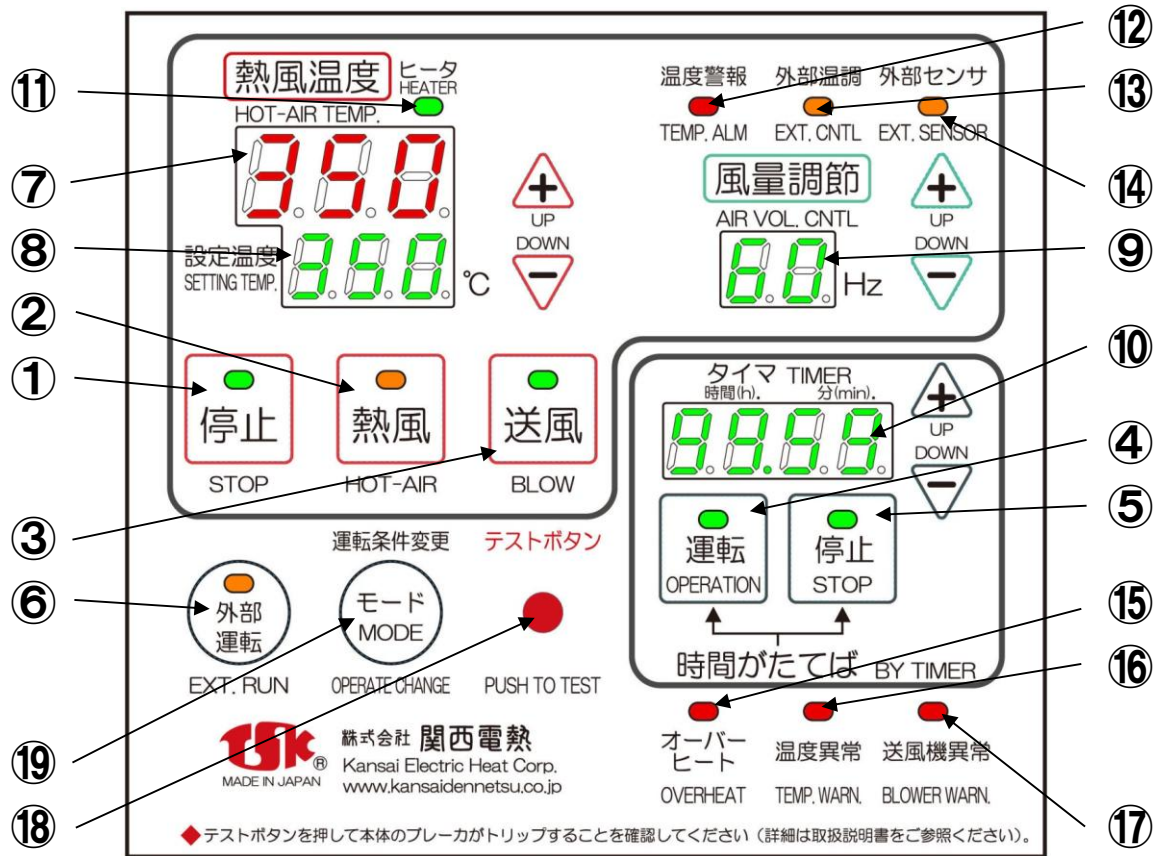 ⑫
熱風温度 ヒータ
HEATER
HOT-AIR TEMP.
⑪
350
⑦
設定温度
SETTING TEMP.
350
℃
⑧
+
UP
DOWN
−
温度警報 外部温調 外部センサ
TEMP. ALM EXT. CNTL EXT. SENSOR
⑬
⑭
風量調節
AIR VOL. CNTL
60
Hz
⑨
+
UP
DOWN
−
②
①
停止
STOP
熱風
HOT-AIR
送風
BLOW
③
タイマ TIMER
時間(h). 分(min).
99.59
⑩
+
UP
DOWN
−
④
運転
OPERATION
停止
STOP
⑤
時間がたてば BY TIMER
⑥
外部
運転
EXT. RUN
運転条件変更
モード
MODE
OPERATE CHANGE
テストボタン
PUSH TO TEST
⑮
⑯
オーバー
ヒート
OVERHEAT
温度異常
TEMP. WARN.
送風機異常
BLOWER WARN.
⑰
⑲
⑱
TSK®
MADE IN JAPAN
株式会社 関西電熱
Kansai Electric Heat Corp.
www.kansaidennetsu.co.jp
◆テストボタンを押して本体のブレーカがトリップすることを確認してください（詳細は取扱説明書をご参照ください）。